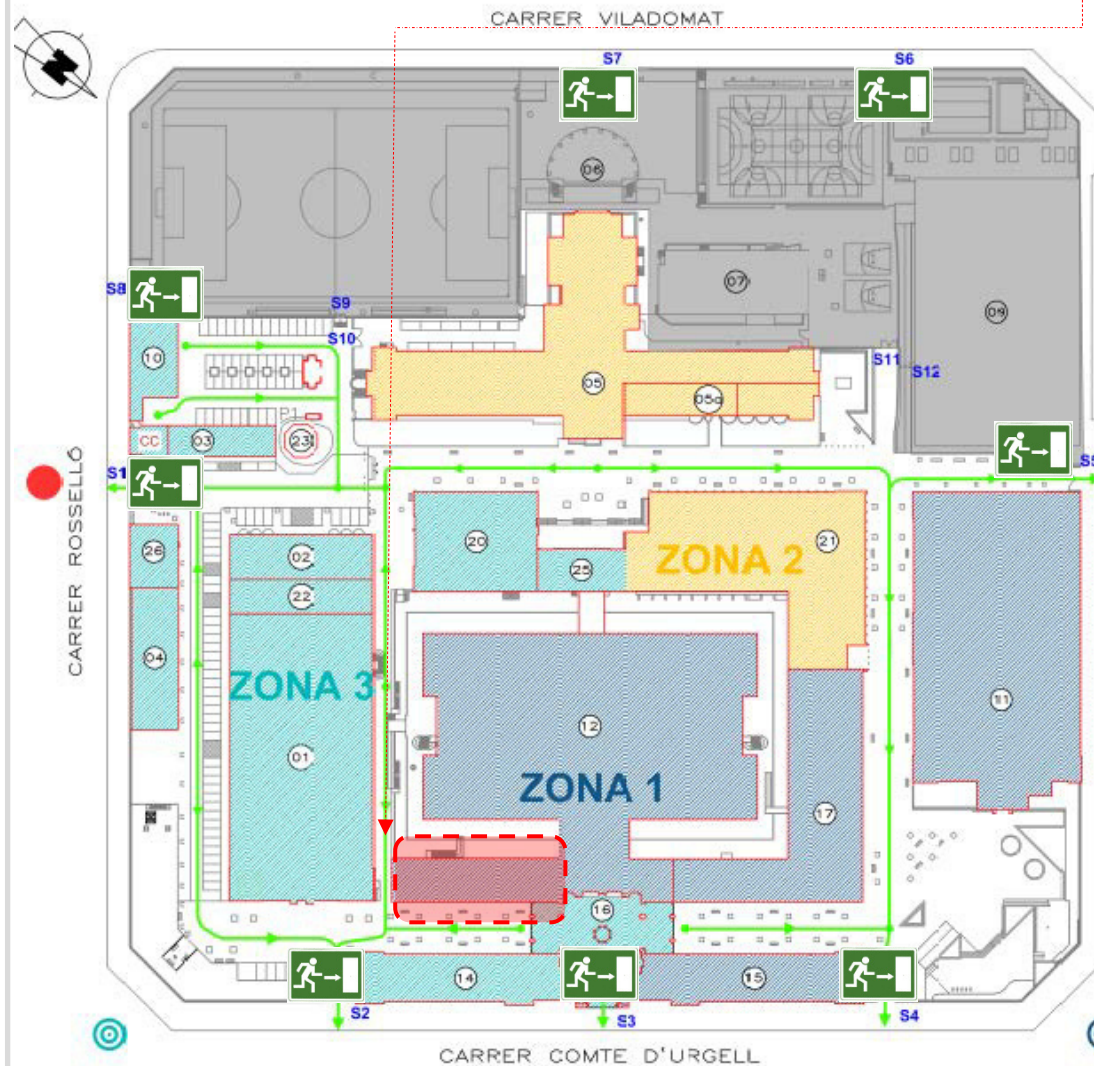 CARRER VILADOMAT
N
S7
S6
06
07
09
S8
S9
S10
10
05
05a
S11
S12
P1
CC
03
23
S1
S5
CARRER ROSSELLÓ
26
02
20
25
ZONA 2
21
22
04
ZONA 3
01
12
ZONA 1
11
17
16
14
15
S2
S3
S4
CARRER COMTE D'URGELL